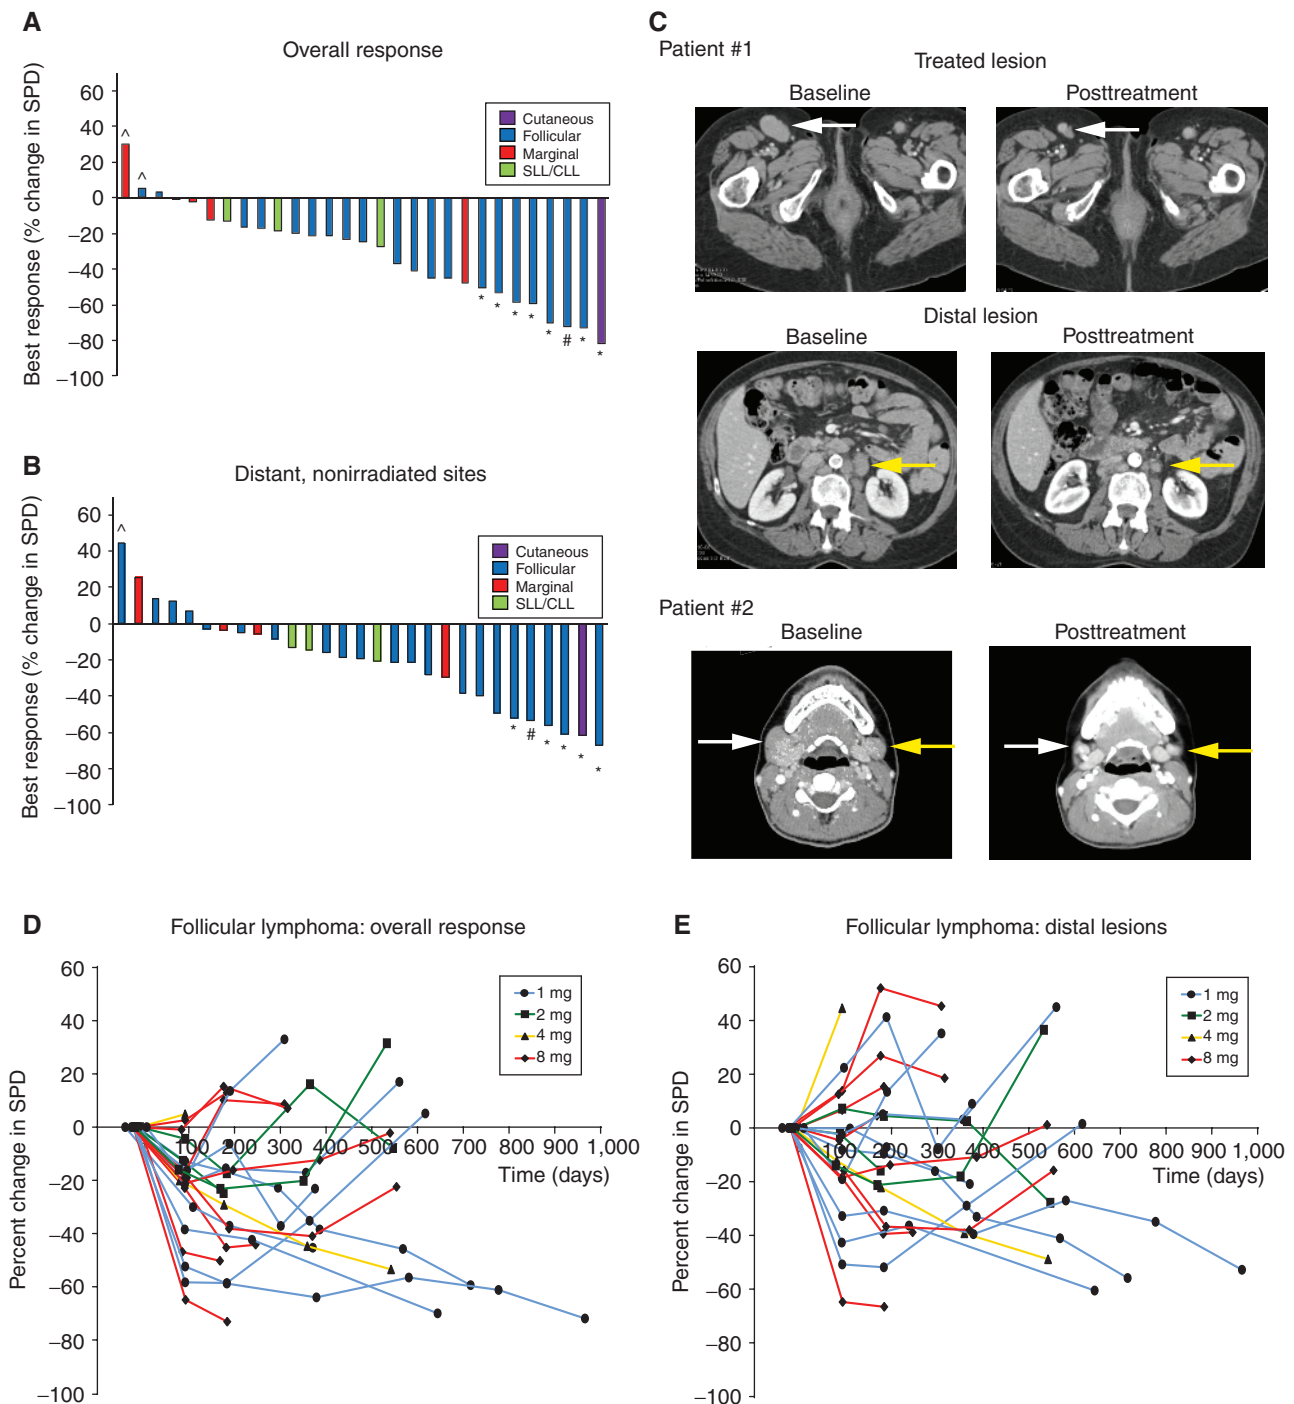 A
Overall response
Best response (% change in SPD)
60
40
20
0
−20
−40
−60
−80
−100
^
^
Cutaneous
Follicular
Marginal
SLL/CLL
*
*
*
*
*
#
*
*
B
Distant, nonirradiated sites
Best response (% change in SPD)
60
40
20
0
−20
−40
−60
−80
−100
^
Cutaneous
Follicular
Marginal
SLL/CLL
*
#
*
*
*
*
C
Patient #1
Treated lesion
Baseline
Posttreatment
Distal lesion
Baseline
Posttreatment
Patient #2
Baseline
Posttreatment
D
Follicular lymphoma: overall response
Percent change in SPD
60
40
20
0
−20
−40
−60
−80
−100
1 mg
2 mg
4 mg
8 mg
100 200 300 400 500 600 700 800 900 1,000
Time (days)
E
Follicular lymphoma: distal lesions
Percent change in SPD
60
40
20
0
−20
−40
−60
−80
−100
1 mg
2 mg
4 mg
8 mg
100 200 300 400 500 600 700 800 900 1,000
Time (days)